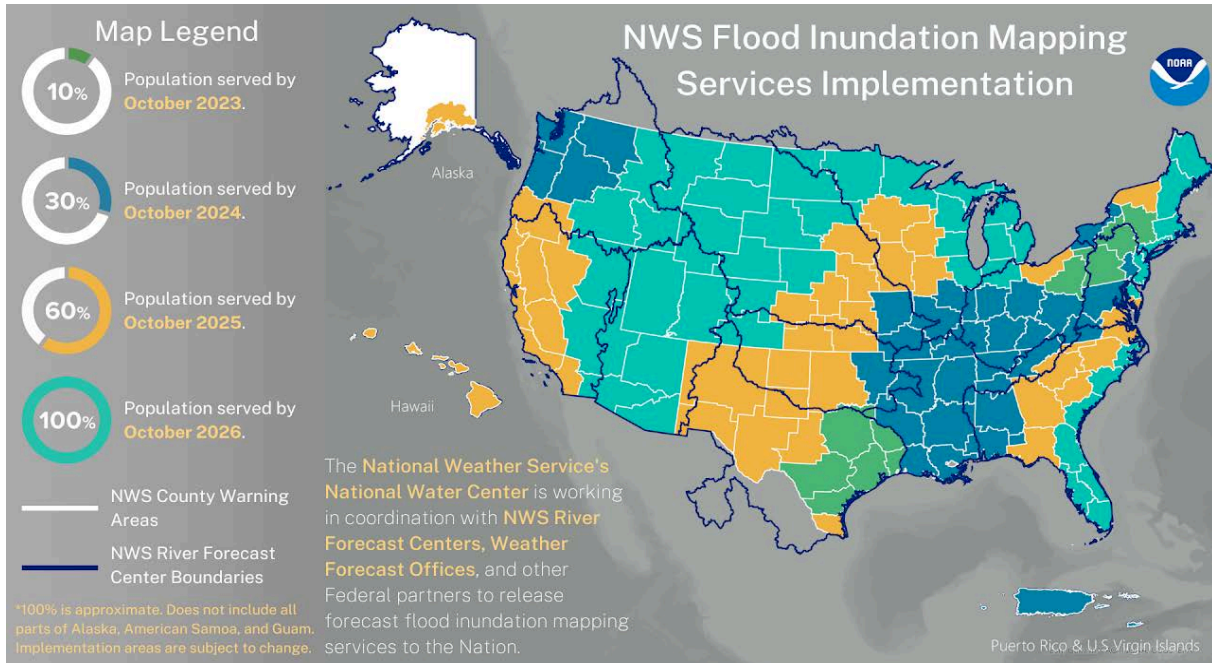 Map Legend
10%
Population served by
October 2023.
30%
Population served by
October 2024.
60%
Population served by
October 2025.
100%
Population served by
October 2026.
NWS County Warning
Areas
NWS River Forecast
Center Boundaries
*100% is approximate. Does not include all
parts of Alaska, American Samoa, and Guam.
Implementation areas are subject to change.
NWS Flood Inundation Mapping
Services Implementation
NOAA
Alaska
Hawaii
The National Weather Service's
National Water Center is working
in coordination with NWS River
Forecast Centers, Weather
Forecast Offices, and other
Federal partners to release
forecast flood inundation mapping
services to the Nation.
Puerto Rico & U.S Virgin Islands